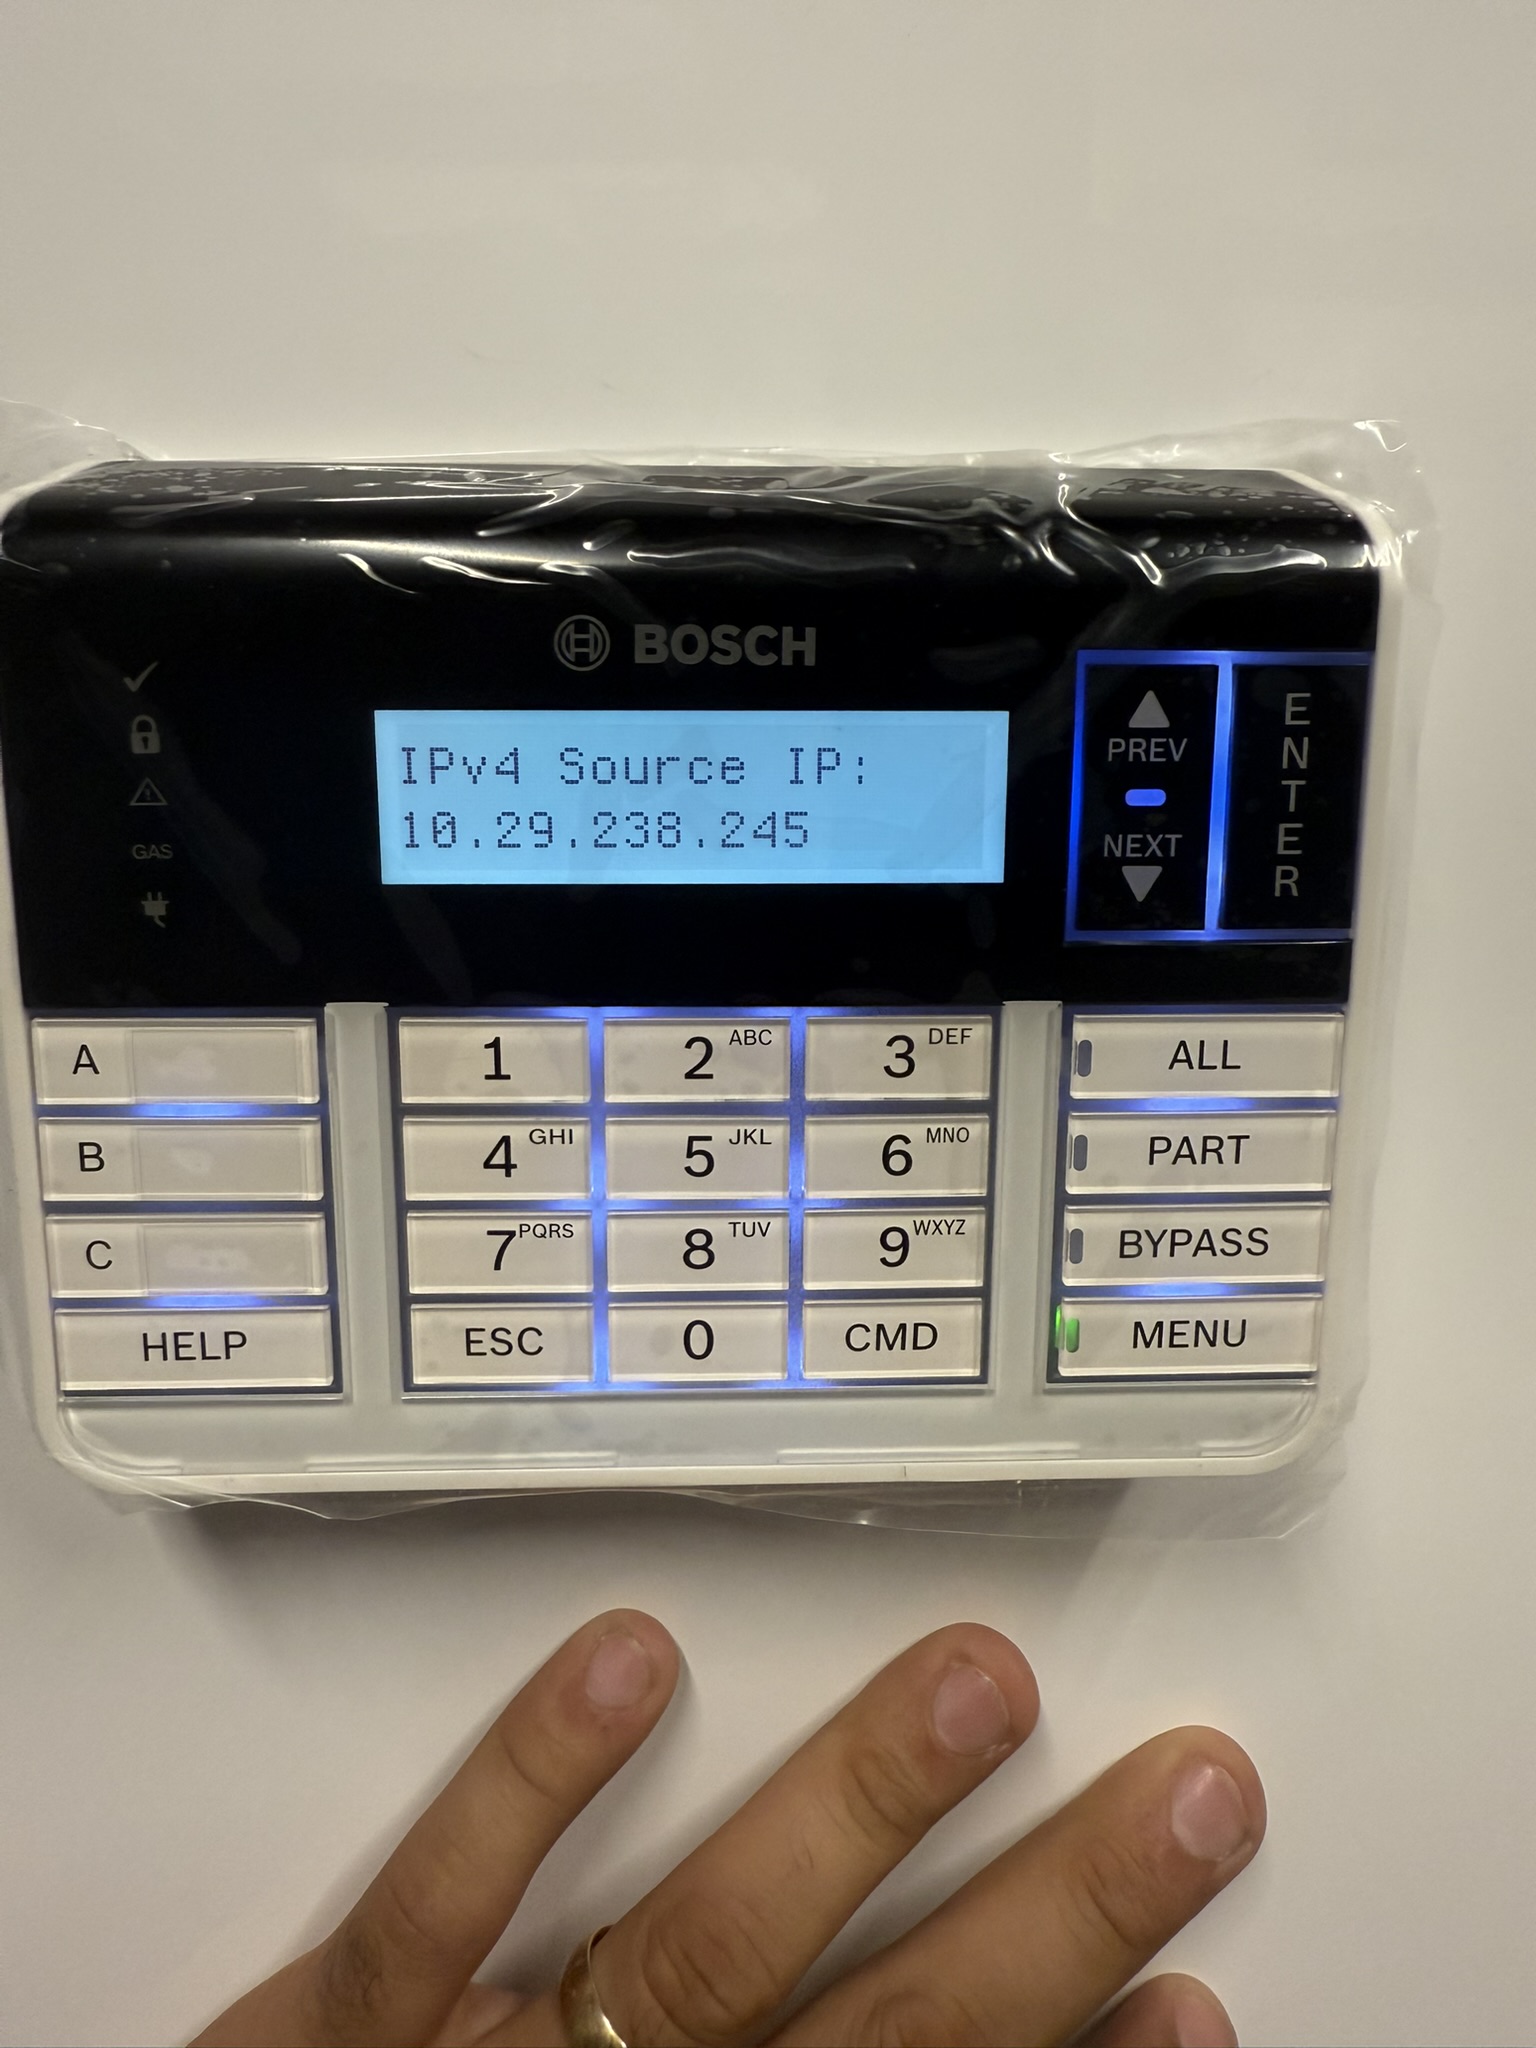 BOSCH
IPv4 Source IP:
10.29.238.245
GAS
PREV
NEXT
ENTER
A
B
C
HELP
1
2 ABC
3 DEF
4 GHI
5 JKL
6 MNO
7 PQRS
8 TUV
9 WXYZ
ESC
0
CMD
ALL
PART
BYPASS
MENU